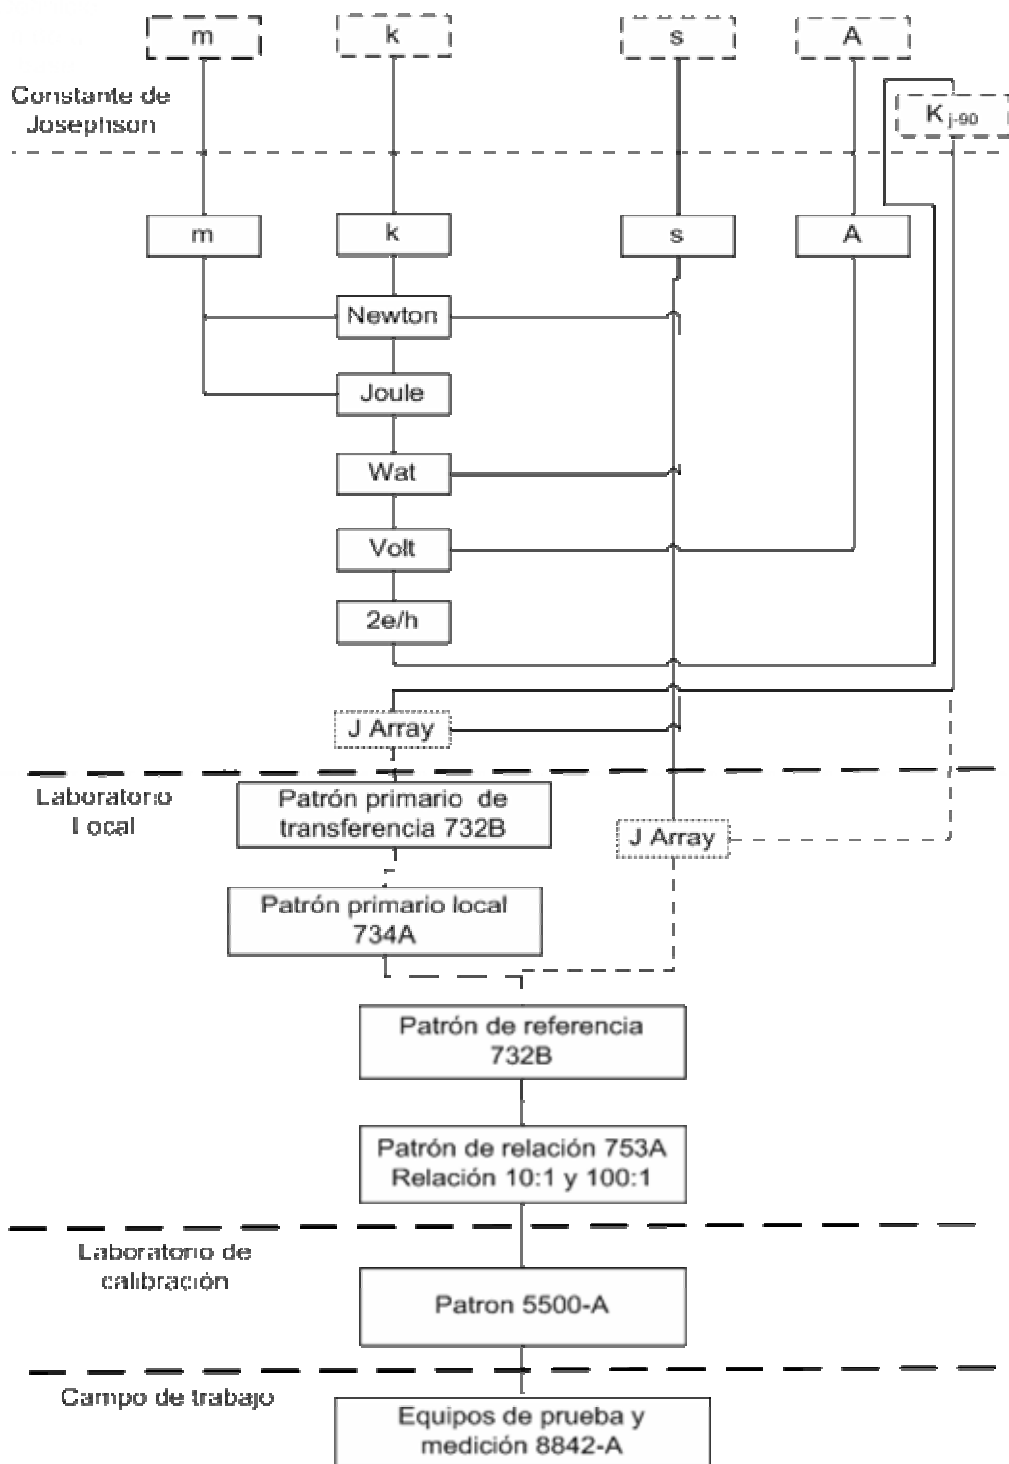 m
k
s
A
Constante de
Josephson
K j-90
m
k
s
A
Newton
Joule
Wat
Volt
2e/h
J Array
Laboratorio
Local
Patrón primario de
transferencia 732B
J Array
Patrón primario local
734A
Patrón de referencia
732B
Patrón de relación 753A
Relación 10:1 y 100:1
Laboratorio de
calibración
Patron 5500-A
Campo de trabajo
Equipos de prueba y
medición 8842-A